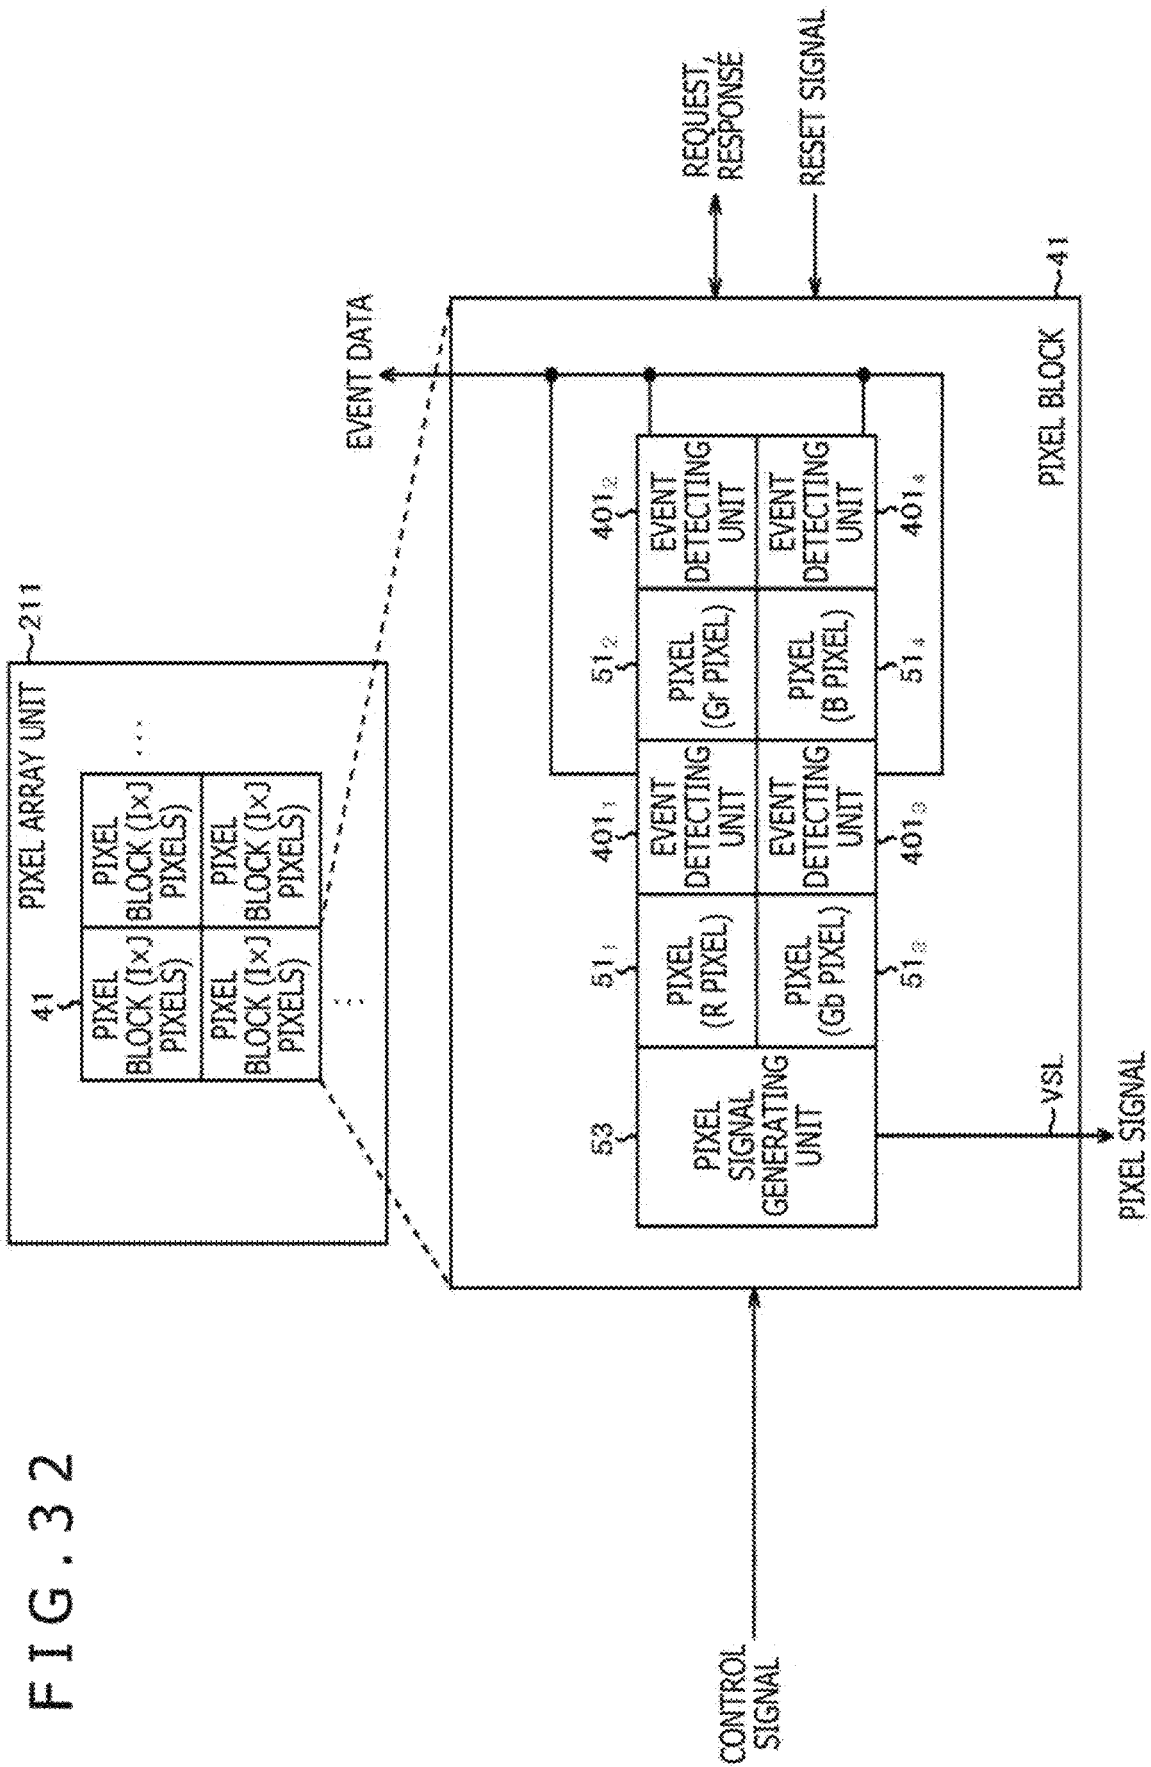 FIG. 32
PIXEL ARRAY UNIT
211
41
PIXEL
BLOCK (I×J
PIXELS)
PIXEL
BLOCK (I×J
PIXELS)
...
PIXEL
BLOCK (I×J
PIXELS)
PIXEL
BLOCK (I×J
PIXELS)
...
EVENT DATA
CONTROL
SIGNAL
53
PIXEL
SIGNAL
GENERATING
UNIT
51₁
PIXEL
(R PIXEL)
401₁
EVENT
DETECTING
UNIT
51₂
PIXEL
(Gr PIXEL)
401₂
EVENT
DETECTING
UNIT
PIXEL
(Gb PIXEL)
51₃
EVENT
DETECTING
UNIT
401₃
PIXEL
(B PIXEL)
51₄
EVENT
DETECTING
UNIT
401₄
REQUEST,
RESPONSE
RESET SIGNAL
PIXEL BLOCK
41
VSL
PIXEL SIGNAL